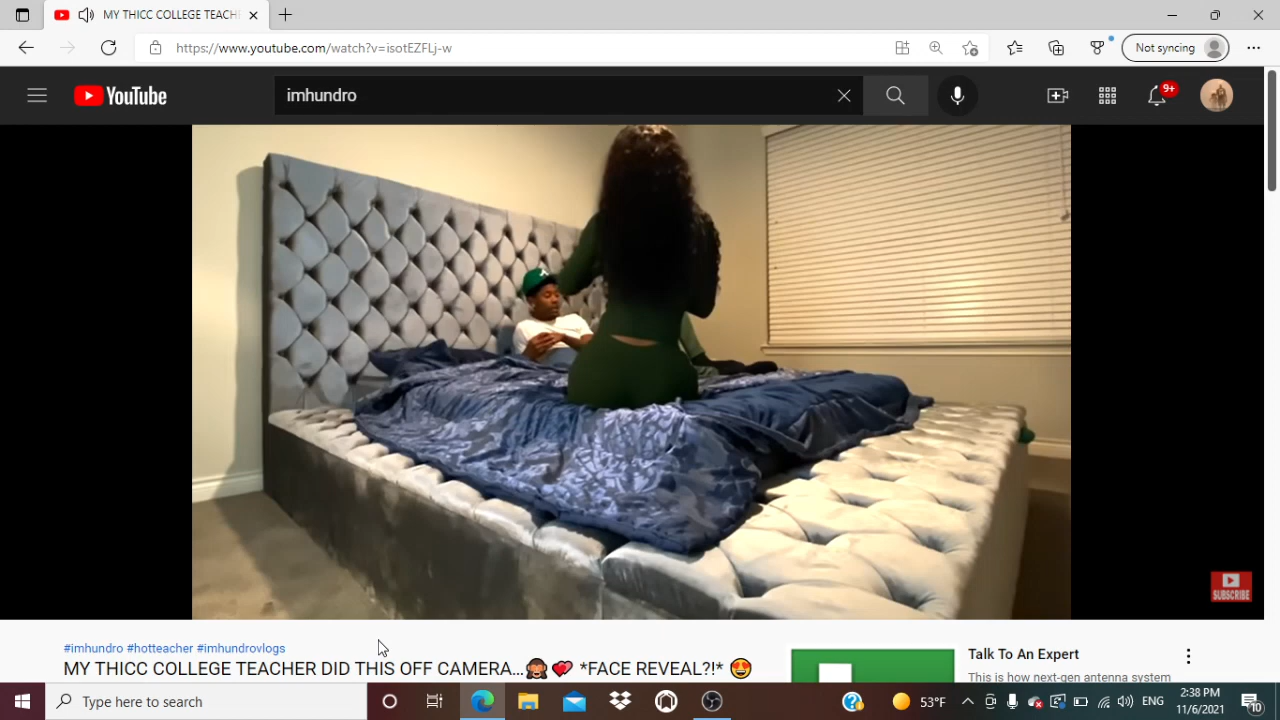 MY THICC COLLEGE TEACHE
https://www.youtube.com/watch?v=isotEZFLj-w
Not syncing
YouTube
imhundro
9+
SUBSCRIBE
#imhundro #hotteacher #imhundrovlogs
MY THICC COLLEGE TEACHER DID THIS OFF CAMERA...🙈💕 *FACE REVEAL?!* 😍
Talk To An Expert
This is how next-gen antenna system
Type here to search
53°F
ENG
2:38 PM
11/6/2021
10